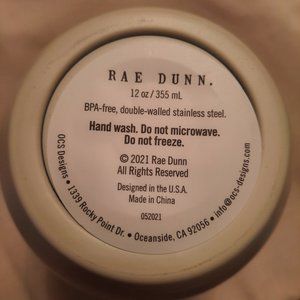 RAE DUNN.
12 oz / 355 mL
BPA-free, double-walled stainless steel.
Hand wash. Do not microwave.
Do not freeze.
© 2021 Rae Dunn
All Rights Reserved
Designed in the U.S.A.
Made in China
052021
OCS Designs • 1339 Rocky Point Dr. • Oceanside, CA 92056 • info@ocs-designs.com